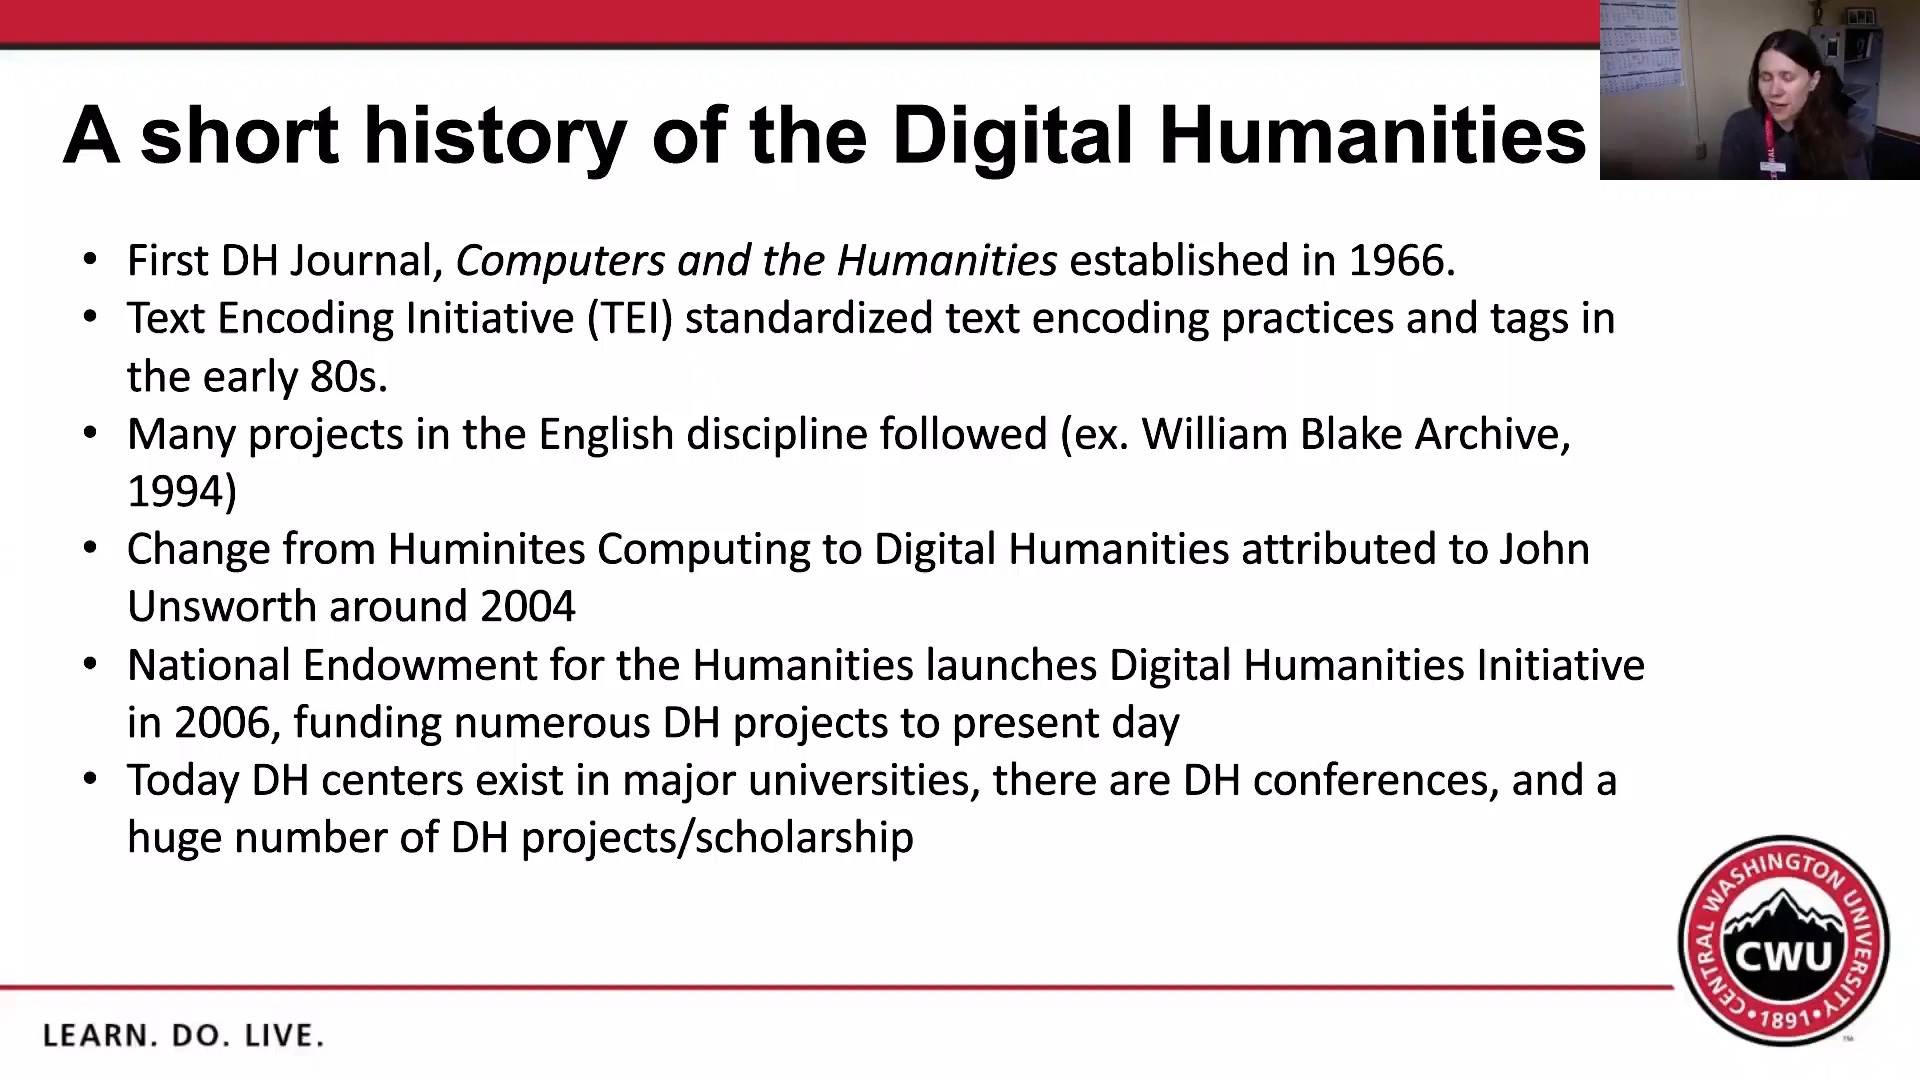 A short history of the Digital Humanities
• First DH Journal, Computers and the Humanities established in 1966.
• Text Encoding Initiative (TEI) standardized text encoding practices and tags in
the early 80s.
• Many projects in the English discipline followed (ex. William Blake Archive,
1994)
• Change from Huminites Computing to Digital Humanities attributed to John
Unsworth around 2004
• National Endowment for the Humanities launches Digital Humanities Initiative
in 2006, funding numerous DH projects to present day
• Today DH centers exist in major universities, there are DH conferences, and a
huge number of DH projects/scholarship
CENTRAL WASHINGTON UNIVERSITY
CWU
• 1891 •
LEARN. DO. LIVE.